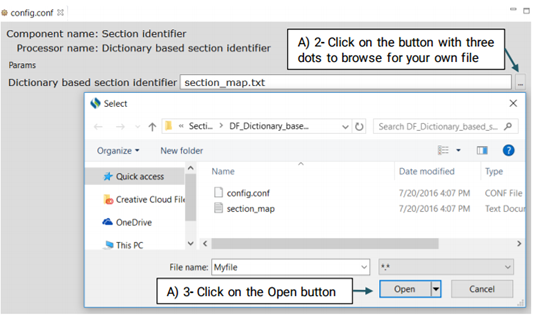 config.conf
Component name: Section identifier
Processor name: Dictionary based section identifier
Params
A) 2- Click on the button with three
dots to browse for your own file
Dictionary based section identifier section_map.txt ...
Select
« Secti... > DF_Dictionary_base... Search DF_Dictionary_based_s...
Organize New folder
Quick access
Creative Cloud File
OneDrive
This PC
Name Date modified Type
config.conf 7/20/2016 4:07 PM CONF File
section_map 7/20/2016 4:07 PM Text Docu
File name: Myfile *.*
A) 3- Click on the Open button
Open Cancel